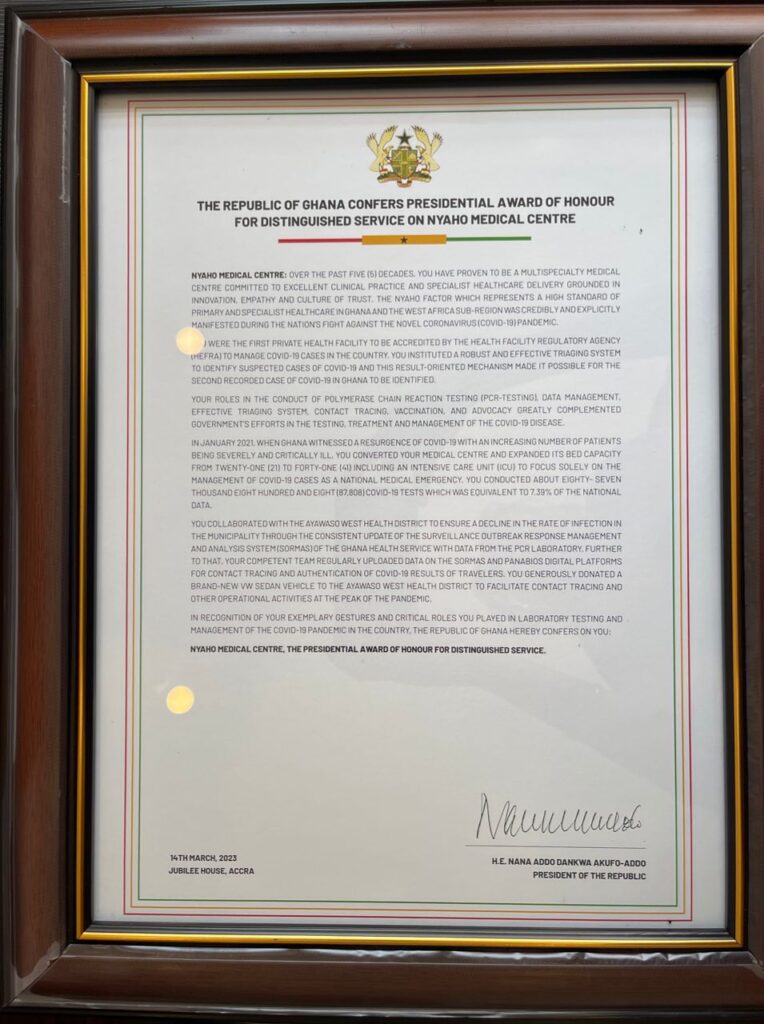 THE REPUBLIC OF GHANA CONFERS PRESIDENTIAL AWARD OF HONOUR
FOR DISTINGUISHED SERVICE ON NYAHO MEDICAL CENTRE
NYAHO MEDICAL CENTRE: OVER THE PAST FIVE (5) DECADES, YOU HAVE PROVEN TO BE A MULTISPECIALTY MEDICAL
CENTRE COMMITTED TO EXCELLENT CLINICAL PRACTICE AND SPECIALIST HEALTHCARE DELIVERY GROUNDED IN
INNOVATION, EMPATHY AND CULTURE OF TRUST. THE NYAHO FACTOR WHICH REPRESENTS A HIGH STANDARD OF
PRIMARY AND SPECIALIST HEALTHCARE IN GHANA AND THE WEST AFRICA SUB-REGION WAS CREDIBLY AND EXPLICITLY
MANIFESTED DURING THE NATION'S FIGHT AGAINST THE NOVEL CORONAVIRUS (COVID-19) PANDEMIC.
WERE THE FIRST PRIVATE HEALTH FACILITY TO BE ACCREDITED BY THE HEALTH FACILITY REGULATORY AGENCY
(HEFRA) TO MANAGE COVID-19 CASES IN THE COUNTRY. YOU INSTITUTED A ROBUST AND EFFECTIVE TRIAGING SYSTEM
TO IDENTIFY SUSPECTED CASES OF COVID-19 AND THIS RESULT-ORIENTED MECHANISM MADE IT POSSIBLE FOR THE
SECOND RECORDED CASE OF COVID-19 IN GHANA TO BE IDENTIFIED.
YOUR ROLES IN THE CONDUCT OF POLYMERASE CHAIN REACTION TESTING (PCR-TESTING), DATA MANAGEMENT,
EFFECTIVE TRIAGING SYSTEM, CONTACT TRACING, VACCINATION, AND ADVOCACY GREATLY COMPLEMENTED
GOVERNMENT'S EFFORTS IN THE TESTING, TREATMENT AND MANAGEMENT OF THE COVID-19 DISEASE.
IN JANUARY 2021, WHEN GHANA WITNESSED A RESURGENCE OF COVID-19 WITH AN INCREASING NUMBER OF PATIENTS
BEING SEVERELY AND CRITICALLY ILL, YOU CONVERTED YOUR MEDICAL CENTRE AND EXPANDED ITS BED CAPACITY
FROM TWENTY-ONE (21) TO FORTY-ONE (41) INCLUDING AN INTENSIVE CARE UNIT (ICU) TO FOCUS SOLELY ON THE
MANAGEMENT OF COVID-19 CASES AS A NATIONAL MEDICAL EMERGENCY. YOU CONDUCTED ABOUT EIGHTY- SEVEN
THOUSAND EIGHT HUNDRED AND EIGHT (87,808) COVID-19 TESTS WHICH WAS EQUIVALENT TO 7.39% OF THE NATIONAL
DATA.
YOU COLLABORATED WITH THE AYAWASO WEST HEALTH DISTRICT TO ENSURE A DECLINE IN THE RATE OF INFECTION IN
THE MUNICIPALITY THROUGH THE CONSISTENT UPDATE OF THE SURVEILLANCE OUTBREAK RESPONSE MANAGEMENT
AND ANALYSIS SYSTEM (SORMAS) OF THE GHANA HEALTH SERVICE WITH DATA FROM THE PCR LABORATORY. FURTHER
TO THAT, YOUR COMPETENT TEAM REGULARLY UPLOADED DATA ON THE SORMAS AND PANABIOS DIGITAL PLATFORMS
FOR CONTACT TRACING AND AUTHENTICATION OF COVID-19 RESULTS OF TRAVELERS. YOU GENEROUSLY DONATED A
BRAND-NEW VW SEDAN VEHICLE TO THE AYAWASO WEST HEALTH DISTRICT TO FACILITATE CONTACT TRACING AND
OTHER OPERATIONAL ACTIVITIES AT THE PEAK OF THE PANDEMIC.
IN RECOGNITION OF YOUR EXEMPLARY GESTURES AND CRITICAL ROLES YOU PLAYED IN LABORATORY TESTING AND
MANAGEMENT OF THE COVID-19 PANDEMIC IN THE COUNTRY, THE REPUBLIC OF GHANA HEREBY CONFERS ON YOU:
NYAHO MEDICAL CENTRE, THE PRESIDENTIAL AWARD OF HONOUR FOR DISTINGUISHED SERVICE.
14TH MARCH, 2023
JUBILEE HOUSE, ACCRA
H.E. NANA ADDO DANKWA AKUFO-ADDO
PRESIDENT OF THE REPUBLIC